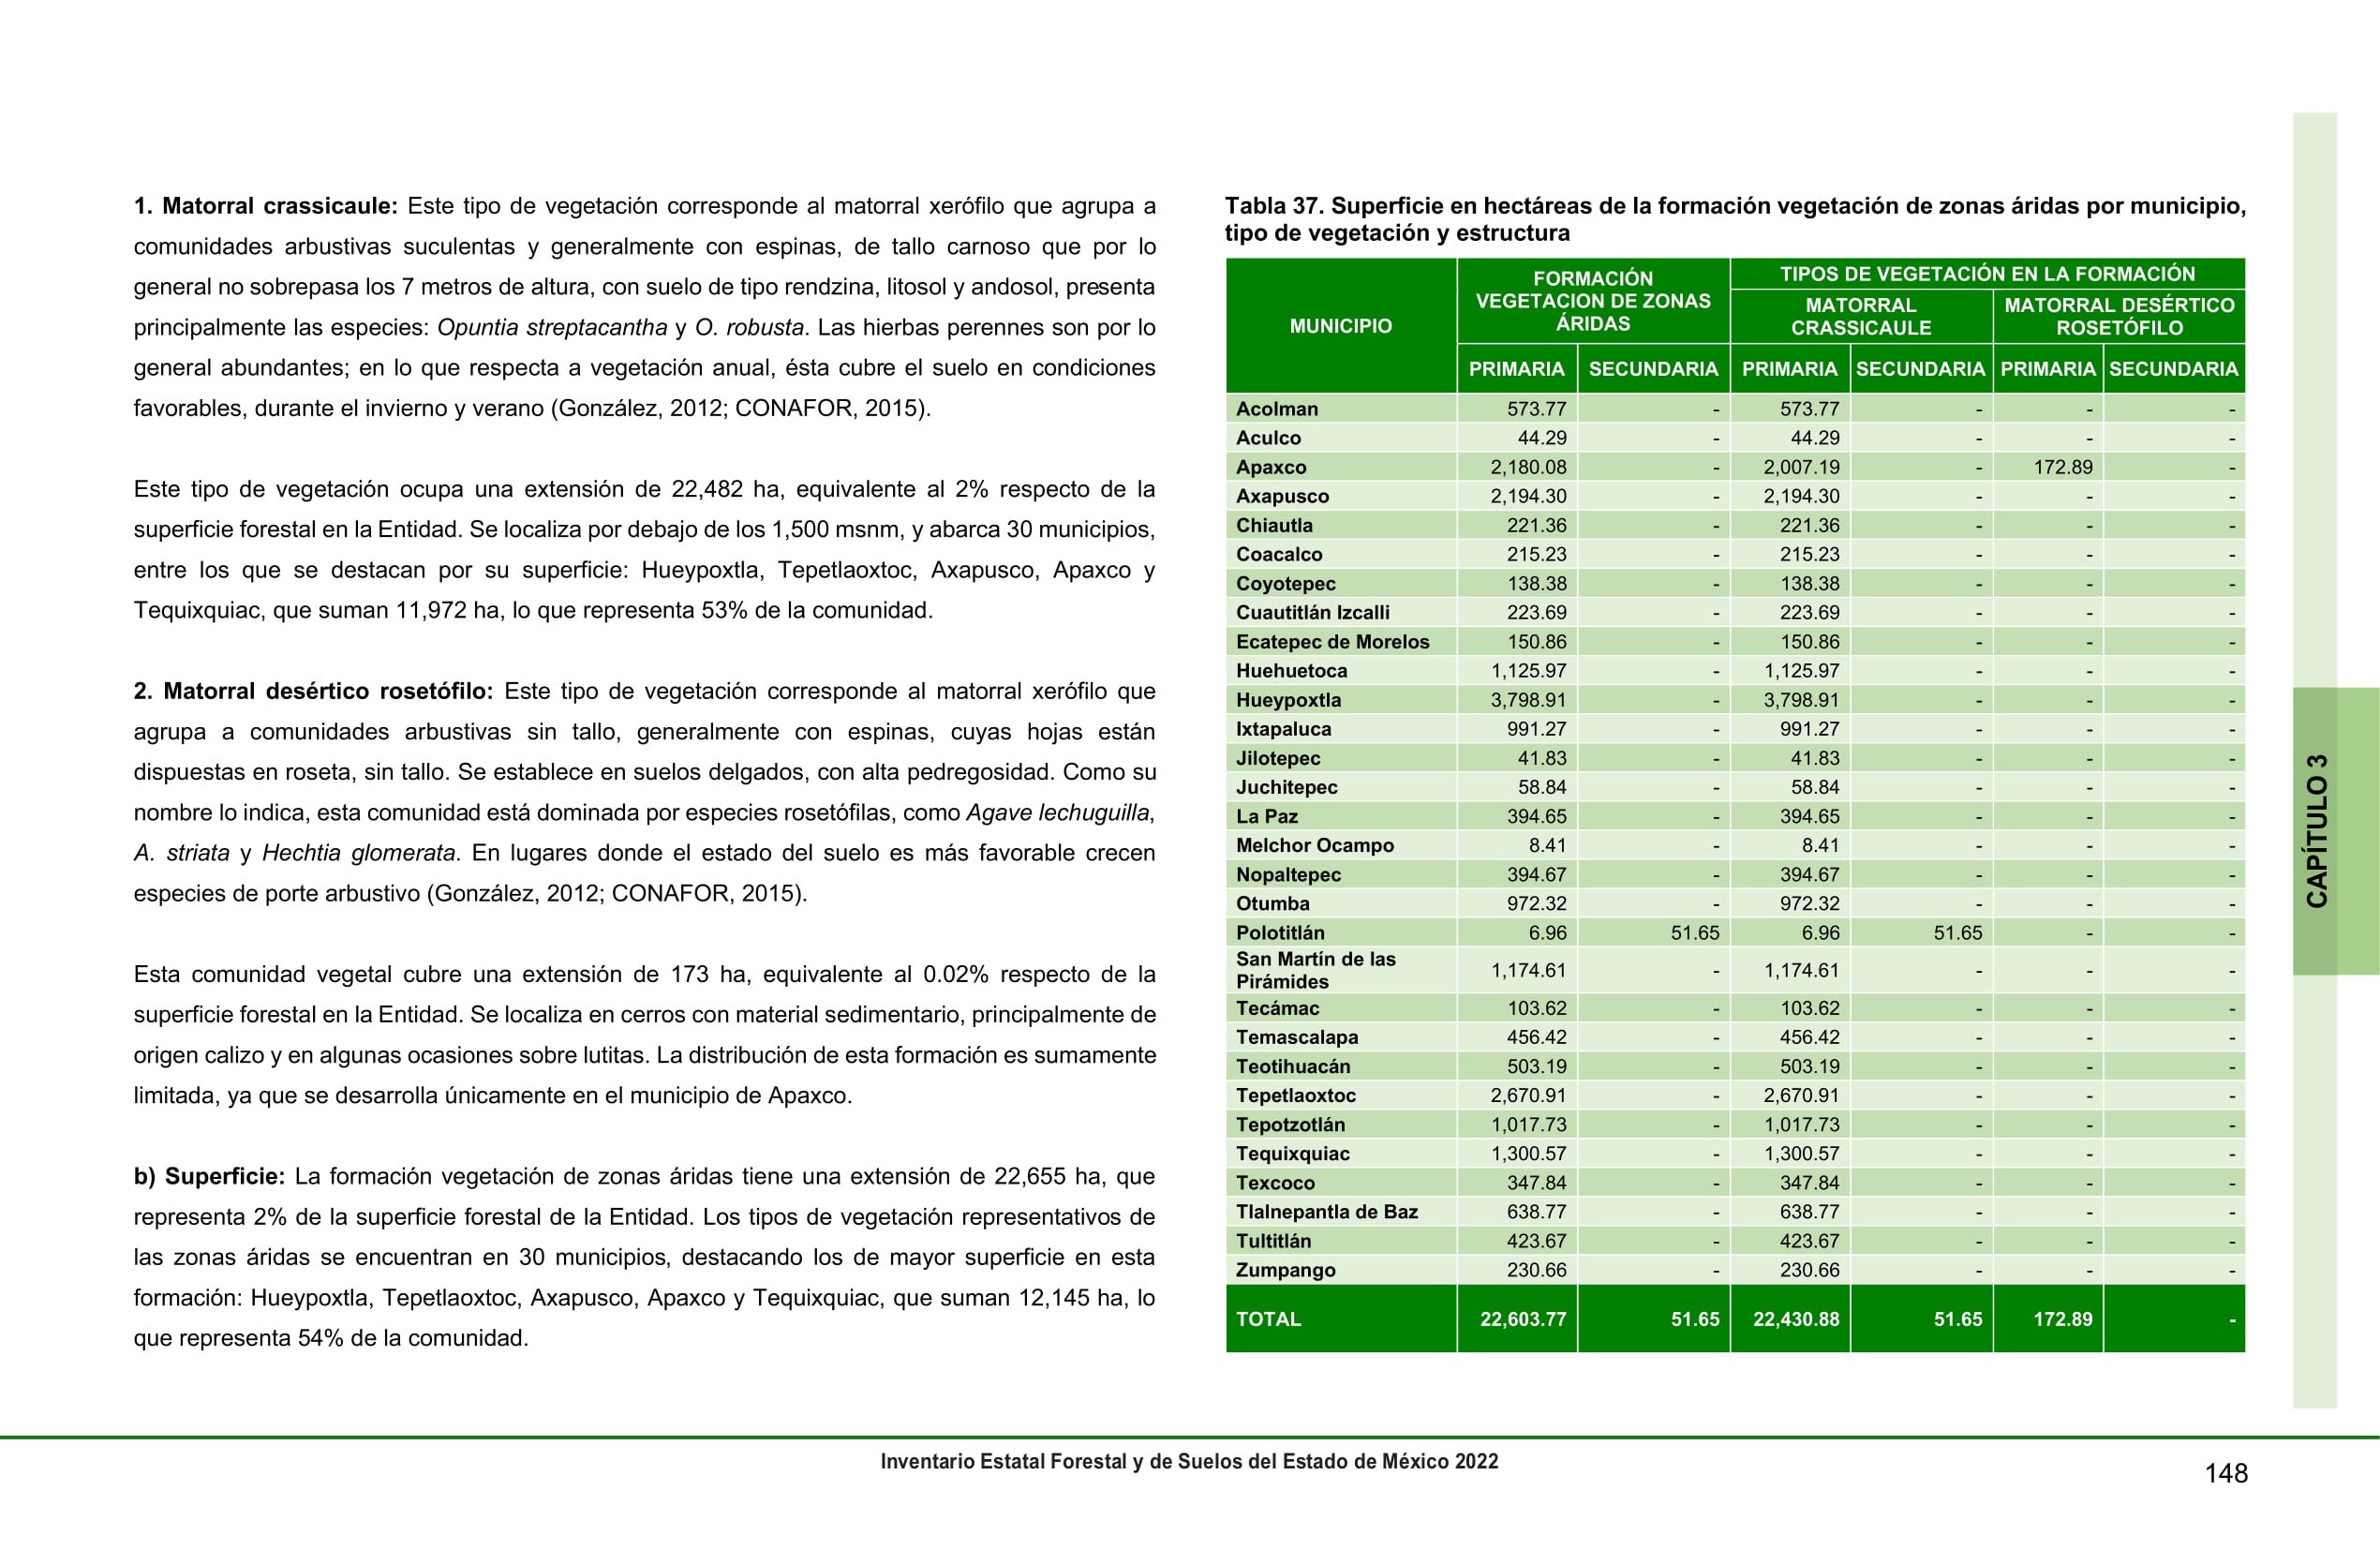 1. Matorral crassicaule: Este tipo de vegetación corresponde al matorral xerófilo que agrupa a
comunidades arbustivas suculentas y generalmente con espinas, de tallo carnoso que por lo
general no sobrepasa los 7 metros de altura, con suelo de tipo rendzina, litosol y andosol, presenta
principalmente las especies: Opuntia streptacantha y O. robusta. Las hierbas perennes son por lo
general abundantes; en lo que respecta a vegetación anual, ésta cubre el suelo en condiciones
favorables, durante el invierno y verano (González, 2012; CONAFOR, 2015).
Este tipo de vegetación ocupa una extensión de 22,482 ha, equivalente al 2% respecto de la
superficie forestal en la Entidad. Se localiza por debajo de los 1,500 msnm, y abarca 30 municipios,
entre los que se destacan por su superficie: Hueypoxtla, Tepetlaoxtoc, Axapusco, Apaxco y
Tequixquiac, que suman 11,972 ha, lo que representa 53% de la comunidad.
2. Matorral desértico rosetófilo: Este tipo de vegetación corresponde al matorral xerófilo que
agrupa a comunidades arbustivas sin tallo, generalmente con espinas, cuyas hojas están
dispuestas en roseta, sin tallo. Se establece en suelos delgados, con alta pedregosidad. Como su
nombre lo indica, esta comunidad está dominada por especies rosetófilas, como Agave lechuguilla,
A. striata y Hechtia glomerata. En lugares donde el estado del suelo es más favorable crecen
especies de porte arbustivo (González, 2012; CONAFOR, 2015).
Esta comunidad vegetal cubre una extensión de 173 ha, equivalente al 0.02% respecto de la
superficie forestal en la Entidad. Se localiza en cerros con material sedimentario, principalmente de
origen calizo y en algunas ocasiones sobre lutitas. La distribución de esta formación es sumamente
limitada, ya que se desarrolla únicamente en el municipio de Apaxco.
b) Superficie: La formación vegetación de zonas áridas tiene una extensión de 22,655 ha, que
representa 2% de la superficie forestal de la Entidad. Los tipos de vegetación representativos de
las zonas áridas se encuentran en 30 municipios, destacando los de mayor superficie en esta
formación: Hueypoxtla, Tepetlaoxtoc, Axapusco, Apaxco y Tequixquiac, que suman 12,145 ha, lo
que representa 54% de la comunidad.
Tabla 37. Superficie en hectáreas de la formación vegetación de zonas áridas por municipio,
tipo de vegetación y estructura
MUNICIPIO
FORMACIÓN
VEGETACION DE ZONAS
ÁRIDAS
TIPOS DE VEGETACIÓN EN LA FORMACIÓN
MATORRAL
CRASSICAULE
MATORRAL DESÉRTICO
ROSETÓFILO
PRIMARIA SECUNDARIA PRIMARIA SECUNDARIA PRIMARIA SECUNDARIA
Acolman 573.77 - 573.77 - - -
Aculco 44.29 - 44.29 - - -
Apaxco 2,180.08 - 2,007.19 - 172.89 -
Axapusco 2,194.30 - 2,194.30 - - -
Chiautla 221.36 - 221.36 - - -
Coacalco 215.23 - 215.23 - - -
Coyotepec 138.38 - 138.38 - - -
Cuautitlán Izcalli 223.69 - 223.69 - - -
Ecatepec de Morelos 150.86 - 150.86 - - -
Huehuetoca 1,125.97 - 1,125.97 - - -
Hueypoxtla 3,798.91 - 3,798.91 - - -
Ixtapaluca 991.27 - 991.27 - - -
Jilotepec 41.83 - 41.83 - - -
Juchitepec 58.84 - 58.84 - - -
La Paz 394.65 - 394.65 - - -
Melchor Ocampo 8.41 - 8.41 - - -
Nopaltepec 394.67 - 394.67 - - -
Otumba 972.32 - 972.32 - - -
Polotitlán 6.96 51.65 6.96 51.65 - -
San Martín de las
Pirámides 1,174.61 - 1,174.61 - - -
Tecámac 103.62 - 103.62 - - -
Temascalapa 456.42 - 456.42 - - -
Teotihuacán 503.19 - 503.19 - - -
Tepetlaoxtoc 2,670.91 - 2,670.91 - - -
Tepotzotlán 1,017.73 - 1,017.73 - - -
Tequixquiac 1,300.57 - 1,300.57 - - -
Texcoco 347.84 - 347.84 - - -
Tlalnepantla de Baz 638.77 - 638.77 - - -
Tultitlán 423.67 - 423.67 - - -
Zumpango 230.66 - 230.66 - - -
TOTAL 22,603.77 51.65 22,430.88 51.65 172.89 -
CAPÍTULO 3
Inventario Estatal Forestal y de Suelos del Estado de México 2022
148